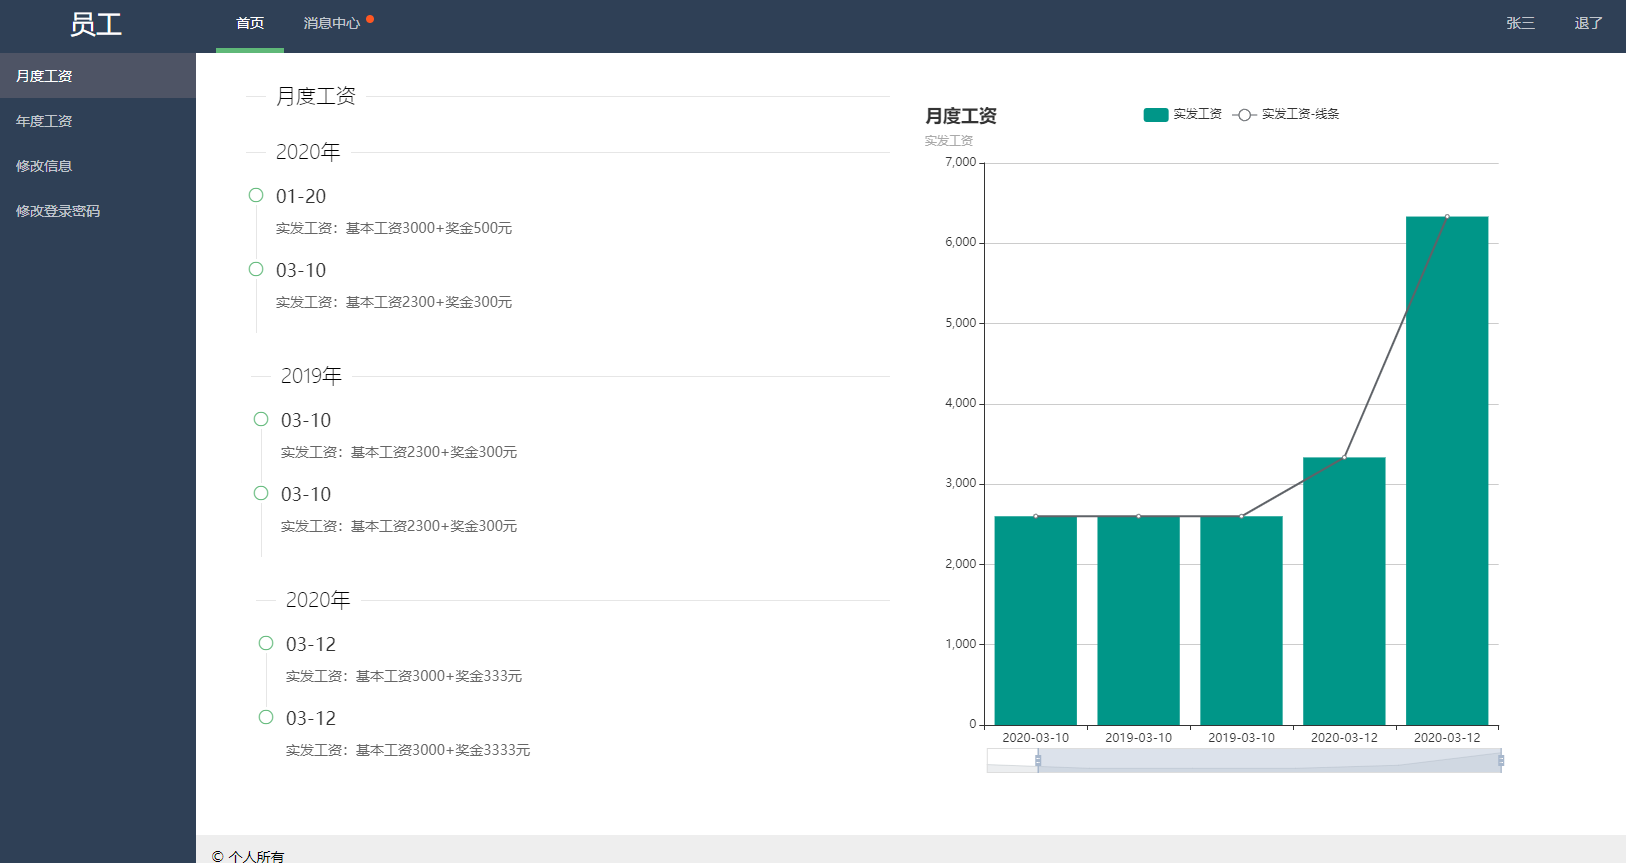 员工
首页
消息中心
张三
退了
月度工资
年度工资
修改信息
修改登录密码
月度工资
2020年
01-20
实发工资：基本工资3000+奖金500元
03-10
实发工资：基本工资2300+奖金300元
2019年
03-10
实发工资：基本工资2300+奖金300元
03-10
实发工资：基本工资2300+奖金300元
2020年
03-12
实发工资：基本工资3000+奖金333元
03-12
实发工资：基本工资3000+奖金3333元
月度工资
实发工资
实发工资
实发工资-线条
7,000
6,000
5,000
4,000
3,000
2,000
1,000
0
2020-03-10
2019-03-10
2019-03-10
2020-03-12
2020-03-12
© 个人所有